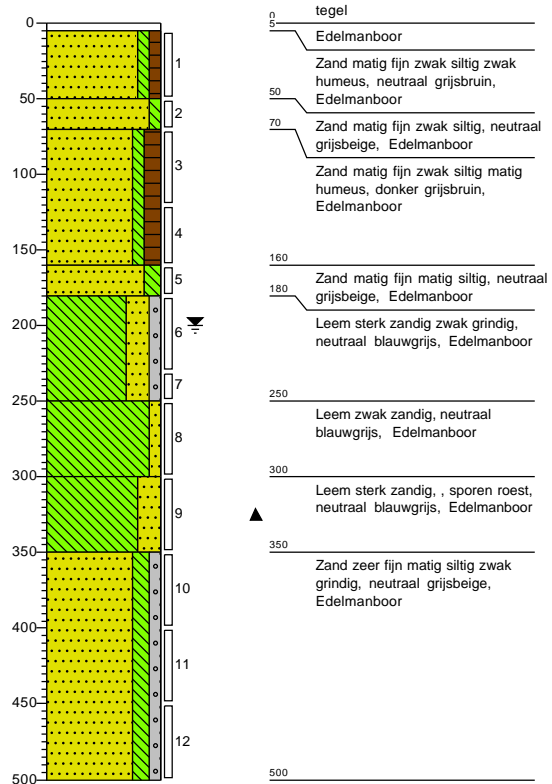 0
50
100
150
200
250
300
350
400
450
500
1
2
3
4
5
6
7
8
9
10
11
12
0
tegel
5
Edelmanboor
Zand matig fijn zwak siltig zwak
humeus, neutraal grijsbruin,
Edelmanboor
50
Zand matig fijn zwak siltig, neutraal
grijsbeige, Edelmanboor
70
Zand matig fijn zwak siltig matig
humeus, donker grijsbruin,
Edelmanboor
160
Zand matig fijn matig siltig, neutraal
grijsbeige, Edelmanboor
180
Leem sterk zandig zwak grindig,
neutraal blauwgrijs, Edelmanboor
250
Leem zwak zandig, neutraal
blauwgrijs, Edelmanboor
300
Leem sterk zandig, , sporen roest,
neutraal blauwgrijs, Edelmanboor
350
Zand zeer fijn matig siltig zwak
grindig, neutraal grijsbeige,
Edelmanboor
500